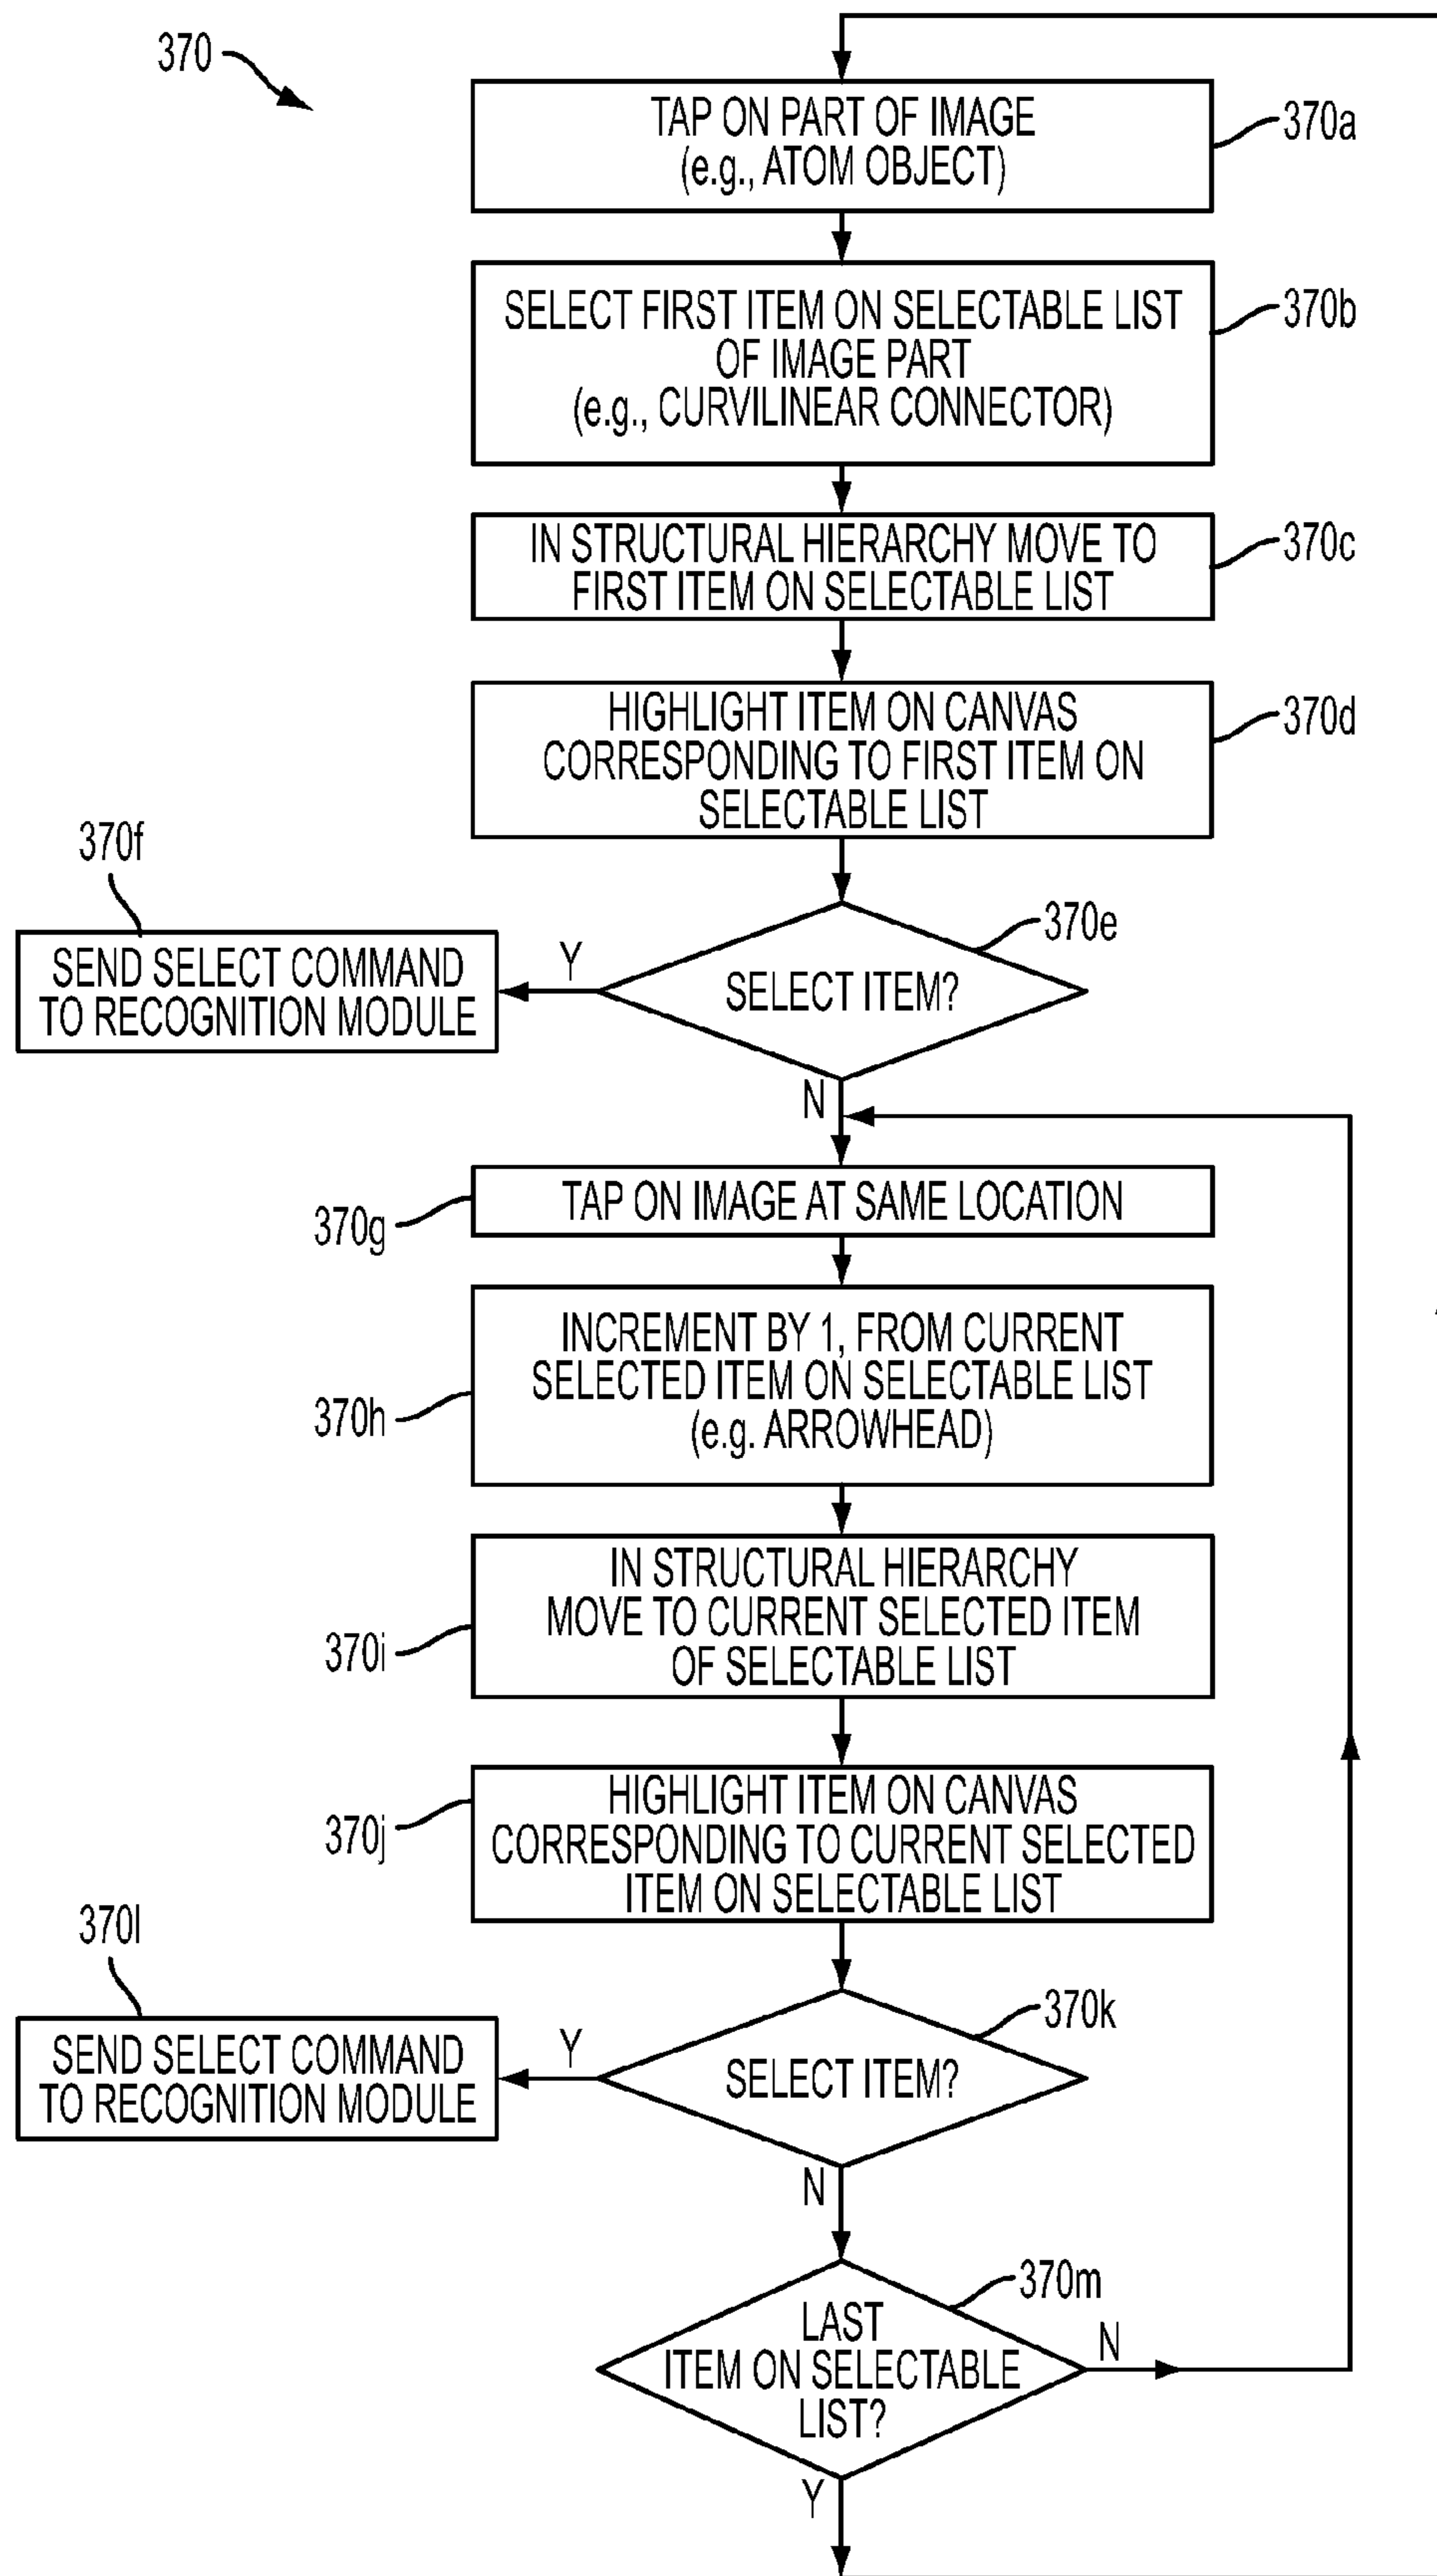 370
TAP ON PART OF IMAGE
(e.g., ATOM OBJECT)
370a
SELECT FIRST ITEM ON SELECTABLE LIST
OF IMAGE PART
(e.g., CURVILINEAR CONNECTOR)
370b
IN STRUCTURAL HIERARCHY MOVE TO
FIRST ITEM ON SELECTABLE LIST
370c
HIGHLIGHT ITEM ON CANVAS
CORRESPONDING TO FIRST ITEM ON
SELECTABLE LIST
370d
370f
SEND SELECT COMMAND
TO RECOGNITION MODULE
Y
SELECT ITEM?
370e
N
TAP ON IMAGE AT SAME LOCATION
370g
INCREMENT BY 1, FROM CURRENT
SELECTED ITEM ON SELECTABLE LIST
(e.g. ARROWHEAD)
370h
IN STRUCTURAL HIERARCHY
MOVE TO CURRENT SELECTED ITEM
OF SELECTABLE LIST
370i
HIGHLIGHT ITEM ON CANVAS
CORRESPONDING TO CURRENT SELECTED
ITEM ON SELECTABLE LIST
370j
370l
SEND SELECT COMMAND
TO RECOGNITION MODULE
Y
SELECT ITEM?
370k
N
370m
LAST
ITEM ON SELECTABLE
LIST?
N
Y